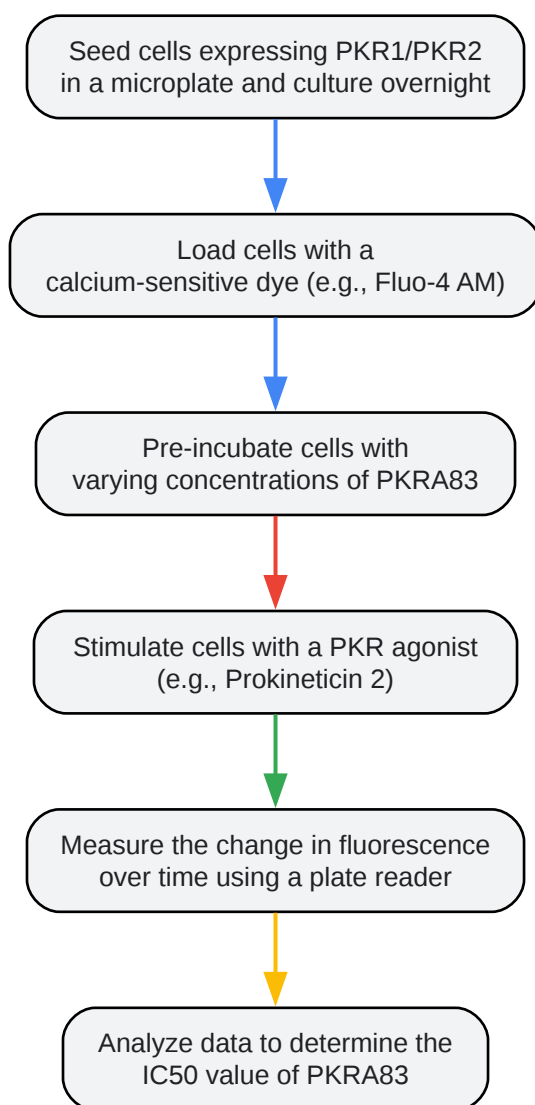 Seed cells expressing PKR1/PKR2
in a microplate and culture overnight
Load cells with a
calcium-sensitive dye (e.g., Fluo-4 AM)
Pre-incubate cells with
varying concentrations of PKRA83
Stimulate cells with a PKR agonist
(e.g., Prokineticin 2)
Measure the change in fluorescence
over time using a plate reader
Analyze data to determine the
IC50 value of PKRA83